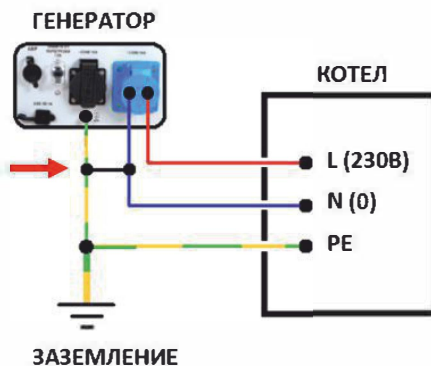 ГЕНЕРАТОР
КОТЕЛ
L (230В)
N (0)
PE
ЗАЗЕМЛЕНИЕ